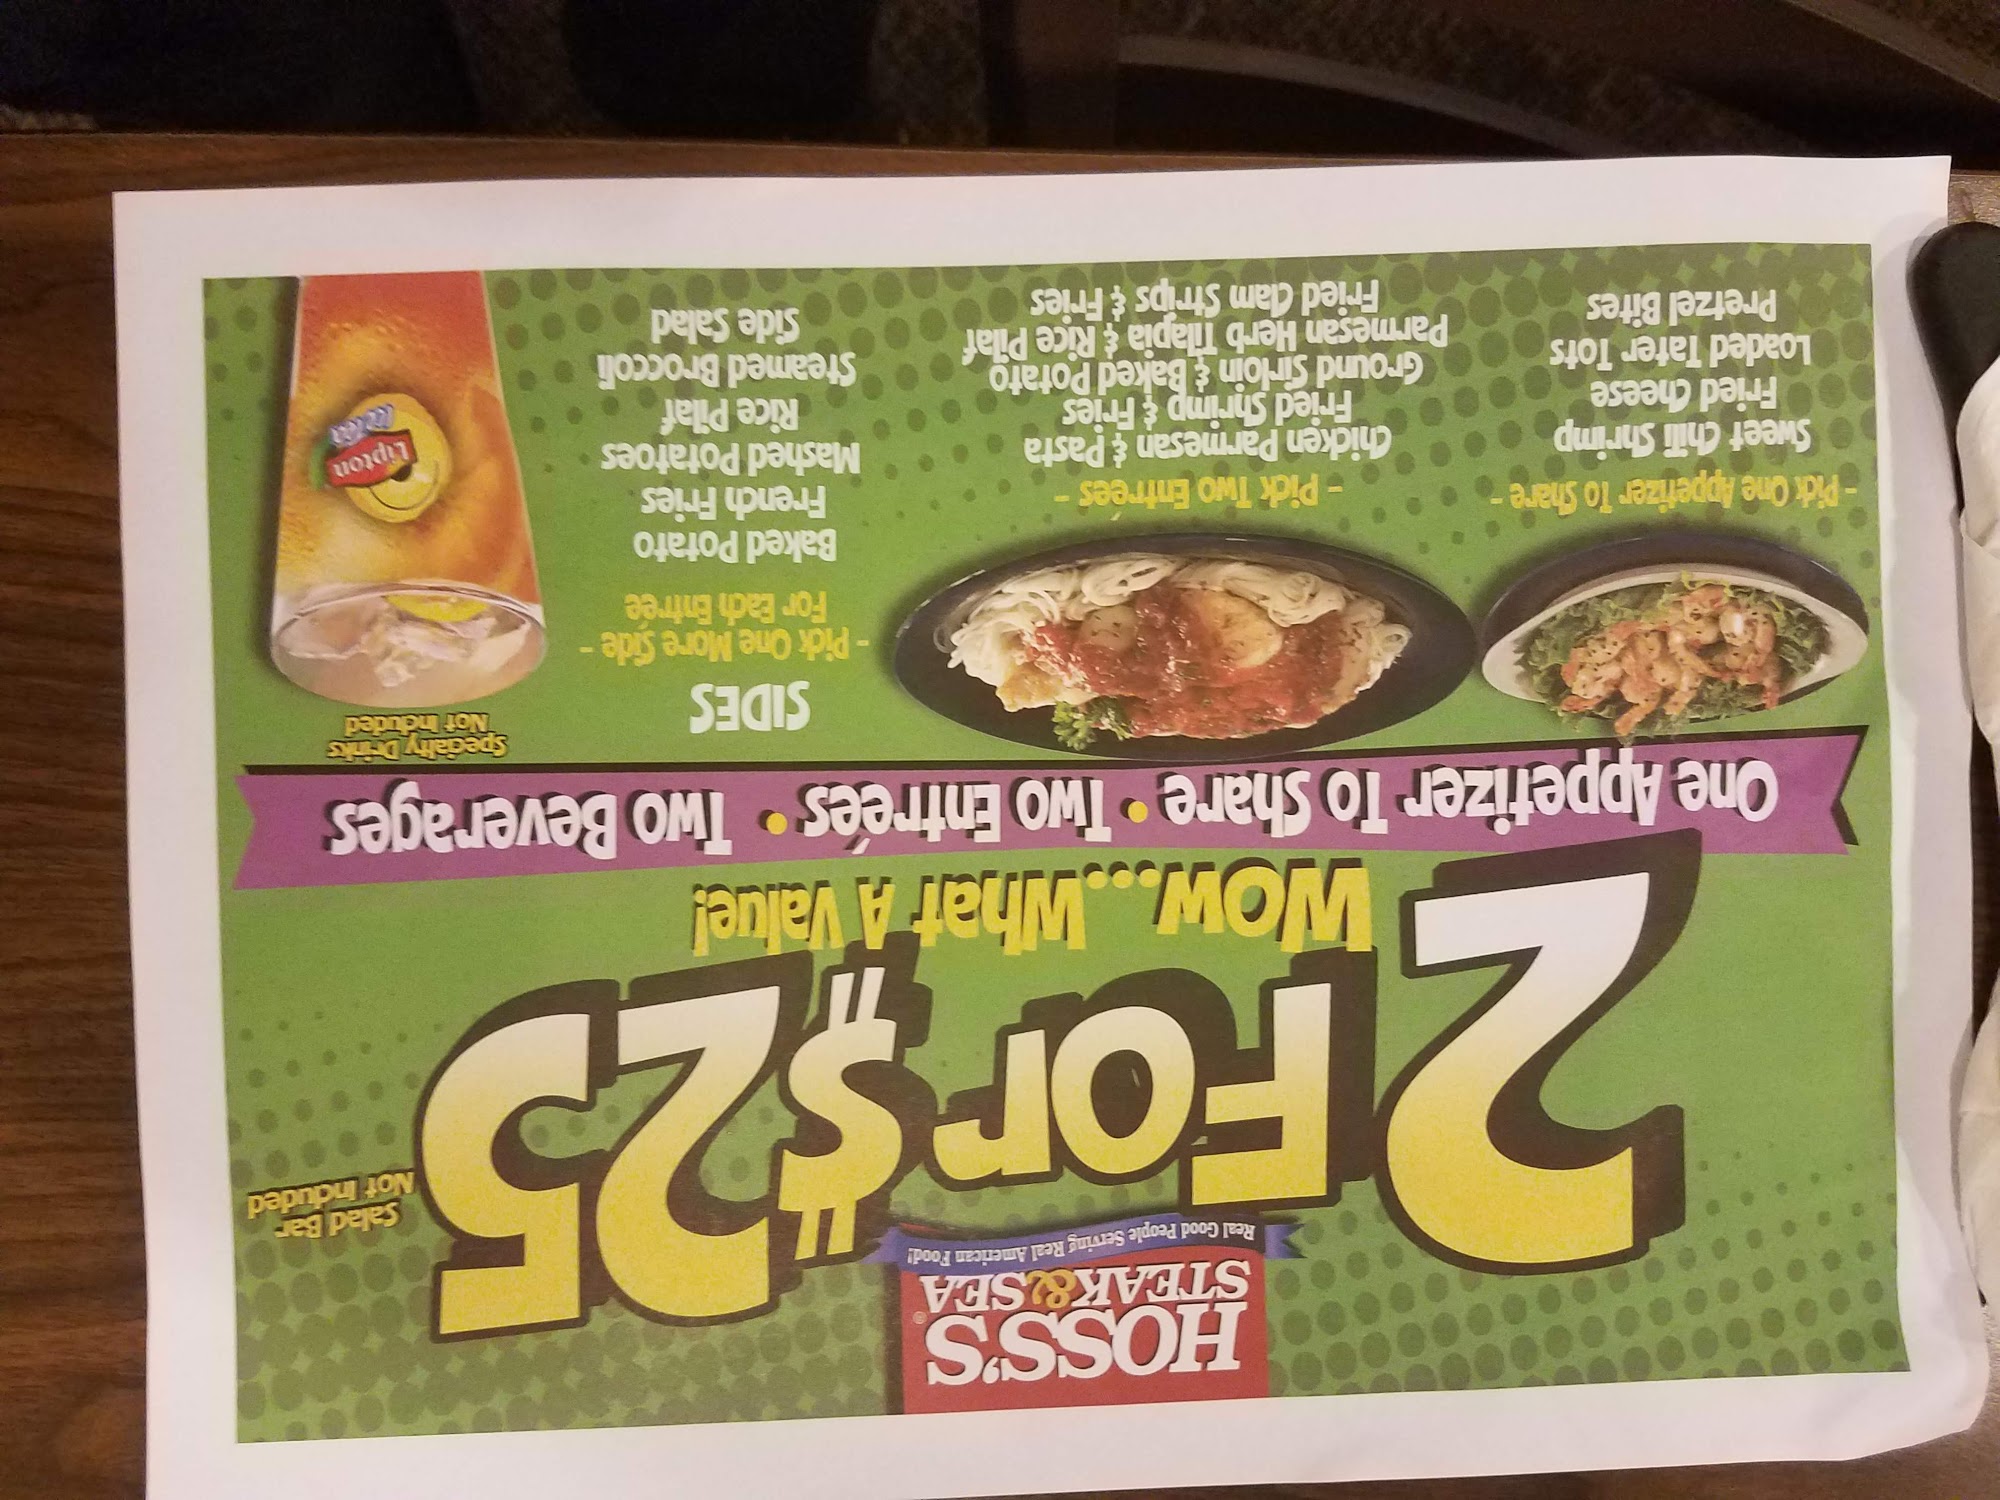 HOSS'S
STEAK&SEA
Real Good People Serving Real American Food!
2 For $25
Salad Bar
Not Included
Wow...What A Value!
One Appetizer To Share • Two Entrées • Two Beverages
- Pick One Appetizer To Share -
Sweet Chili Shrimp
Fried Cheese
Loaded Tater Tots
Pretzel Bites
- Pick Two Entrées -
Chicken Parmesan & Pasta
Fried Shrimp & Fries
Ground Sirloin & Baked Potato
Parmesan Herb Tilapia & Rice Pilaf
Fried Clam Strips & Fries
SIDES
- Pick One More Side -
For Each Entrée
Baked Potato
French Fries
Mashed Potatoes
Rice Pilaf
Steamed Broccoli
Side Salad
Specialty Drinks
Not Included
Lipton